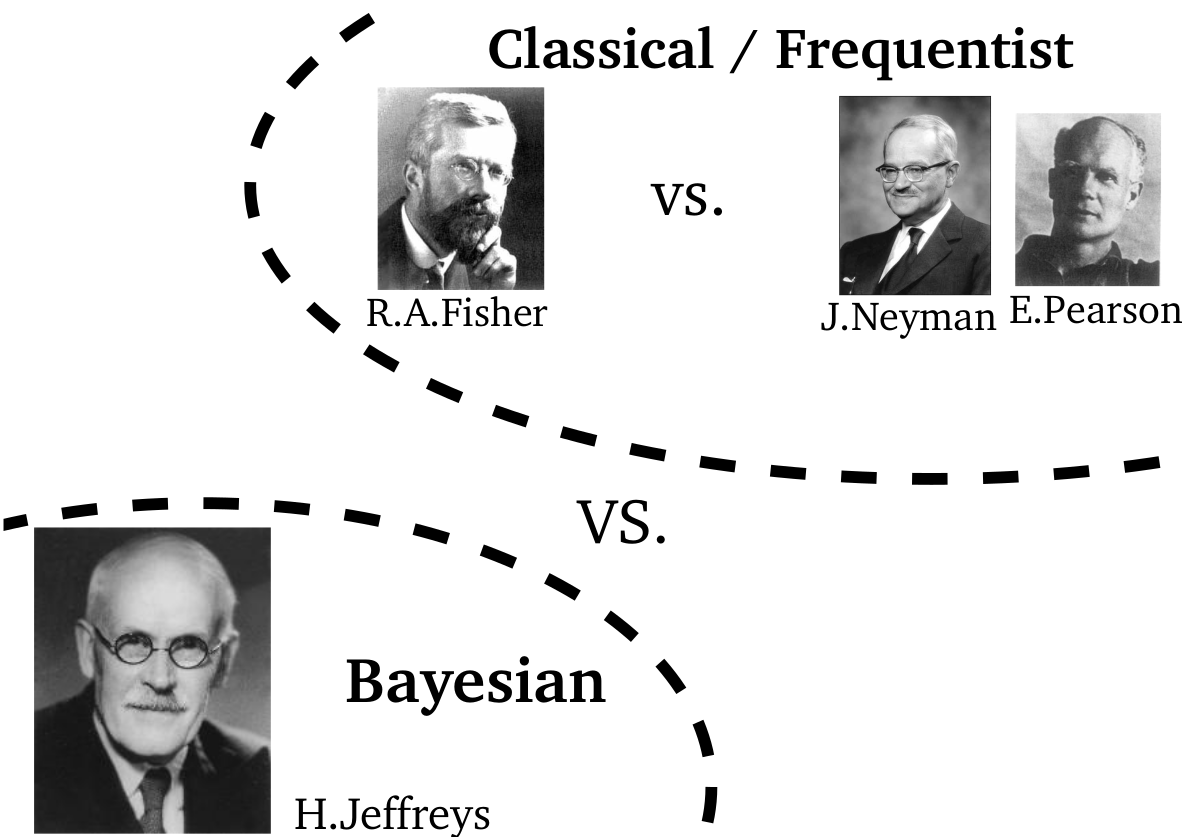 Classical / Frequentist
vs.
R.A.Fisher
J.Neyman
E.Pearson
VS.
Bayesian
H.Jeffreys